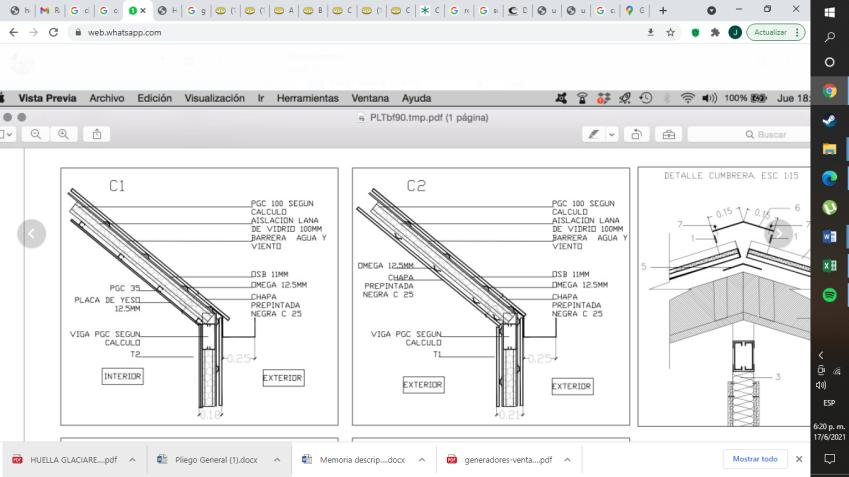 web.whatsapp.com
Actualizar
Vista Previa Archivo Edición Visualización Ir Herramientas Ventana Ayuda
100%
Jue 18:
PLTbf90.tmp.pdf (1 página)
Buscar
C1
PGC 100 SEGUN
CALCULO
AISLACION LANA
DE VIDRIO 100MM
BARRERA AGUA Y
VIENTO
OSB 11MM
OMEGA 12.5MM
CHAPA
PREPINTADA
NEGRA C 25
PGC 35
PLACA DE YESO
12.5MM
VIGA PGC SEGUN
CALCULO
T2
0.25
INTERIOR
EXTERIOR
0.18
C2
PGC 100 SEGUN
CALCULO
AISLACION LANA
DE VIDRIO 100MM
BARRERA AGUA Y
VIENTO
OMEGA 12.5MM
CHAPA
PREPINTADA
NEGRA C 25
OSB 11MM
OMEGA 12.5MM
CHAPA
PREPINTADA
NEGRA C 25
VIGA PGC SEGUN
CALCULO
T1
0.25
EXTERIOR
EXTERIOR
0.21
DETALLE CUMBRERA ESC 1:15
0.15
0.15
6
7
7
1
1
5
3
ESP
6:20 p. m.
17/6/2021
HUELLA GLACIARE....pdf
Pliego General (1).docx
Memoria descrip....docx
generadores-venta....pdf
Mostrar todo